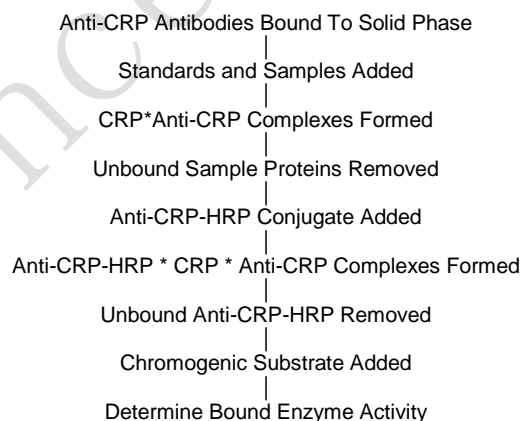 Anti-CRP Antibodies Bound To Solid Phase
Standards and Samples Added
CRP*Anti-CRP Complexes Formed
Unbound Sample Proteins Removed
Anti-CRP-HRP Conjugate Added
Anti-CRP-HRP * CRP * Anti-CRP Complexes Formed
Unbound Anti-CRP-HRP Removed
Chromogenic Substrate Added
Determine Bound Enzyme Activity